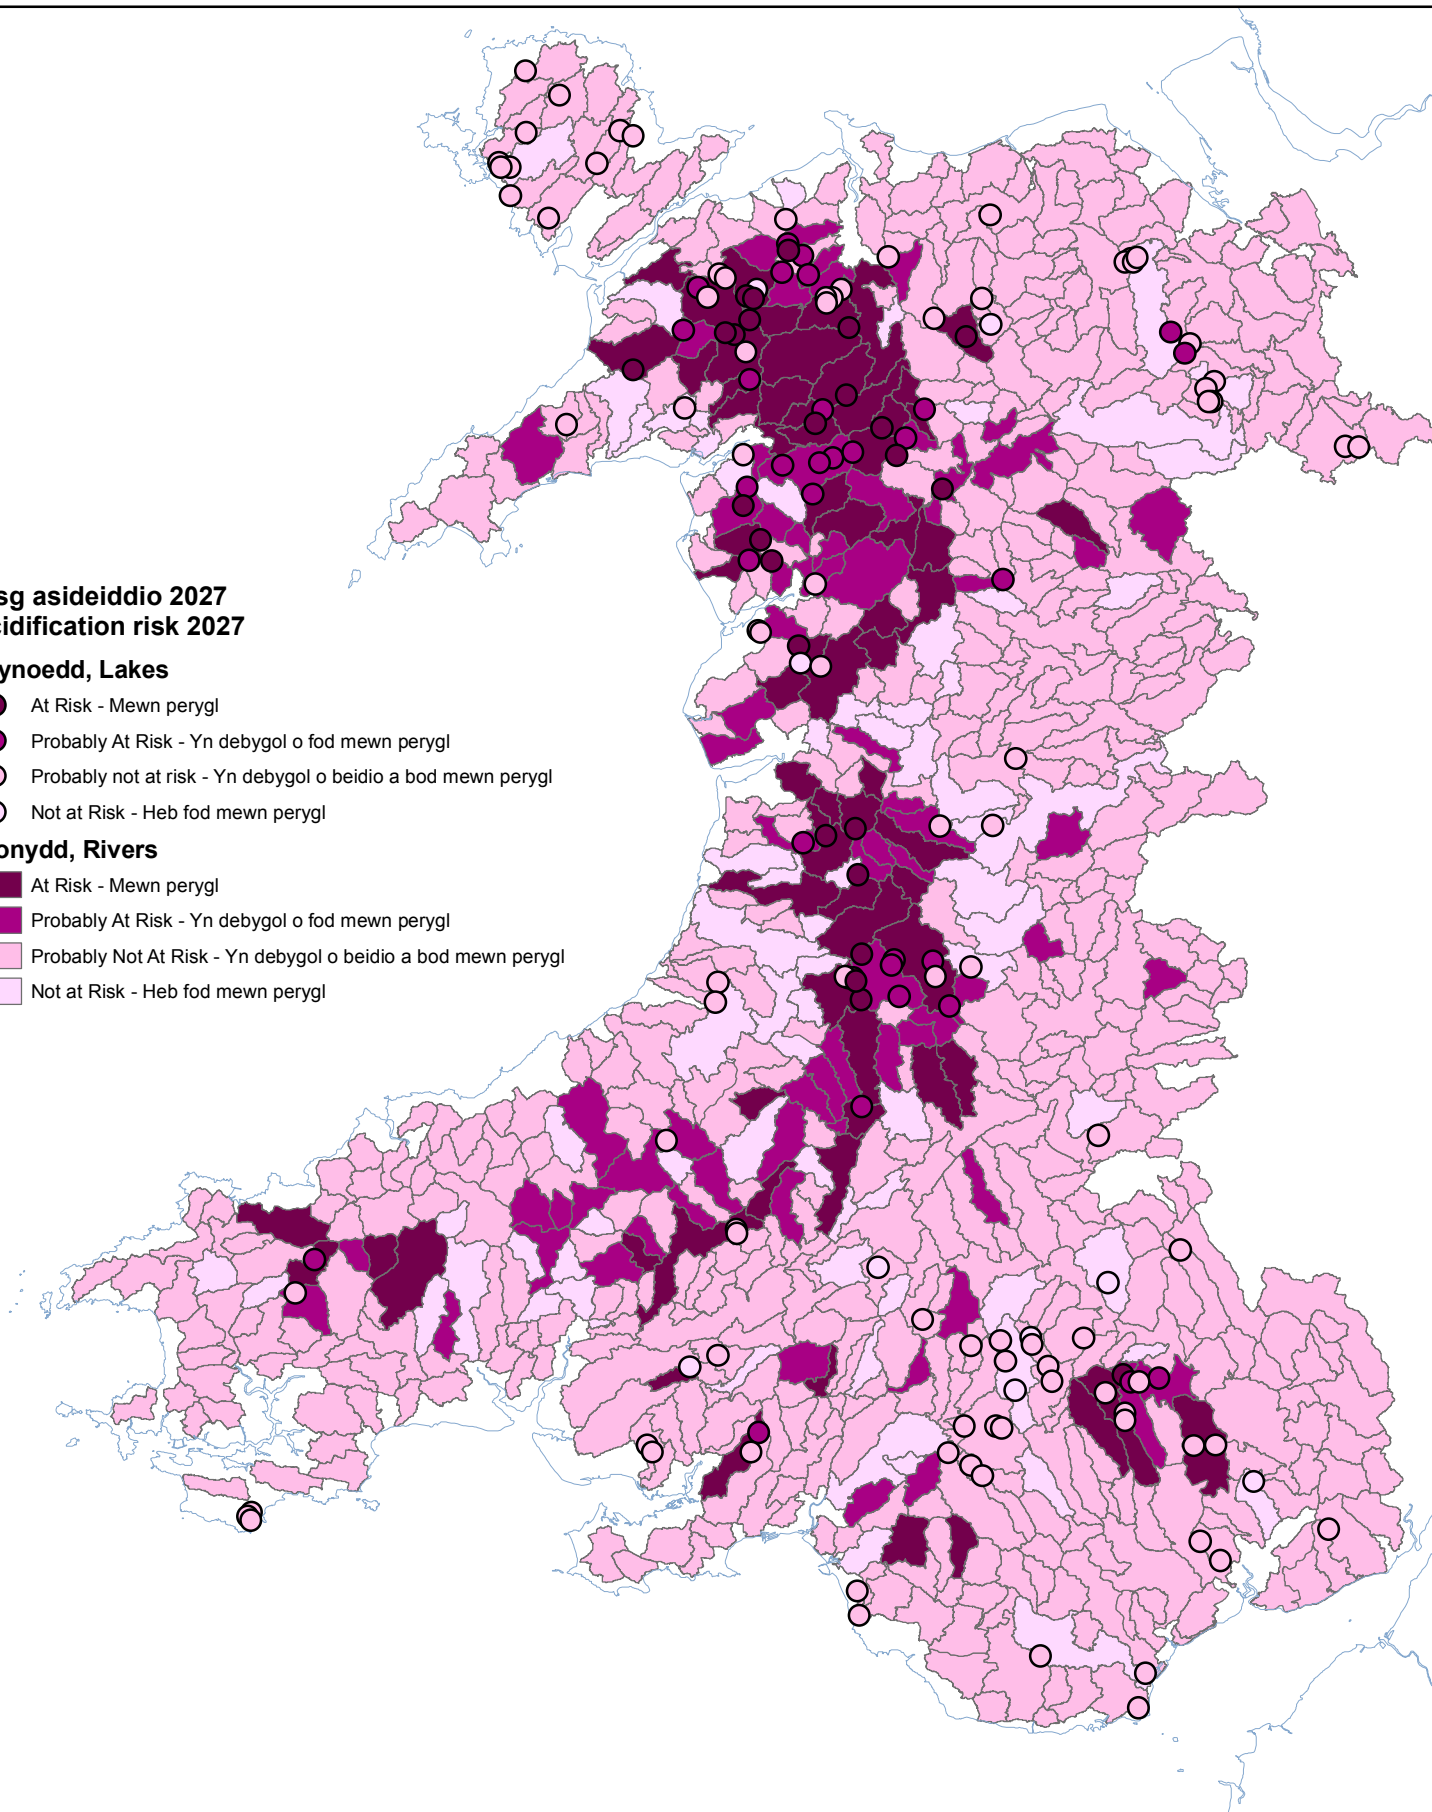 sg asideiddio 2027
idification risk 2027
ynoedd, Lakes
At Risk - Mewn perygl
Probably At Risk - Yn debygol o fod mewn perygl
Probably not at risk - Yn debygol o beidio a bod mewn perygl
Not at Risk - Heb fod mewn perygl
onydd, Rivers
At Risk - Mewn perygl
Probably At Risk - Yn debygol o fod mewn perygl
Probably Not At Risk - Yn debygol o beidio a bod mewn perygl
Not at Risk - Heb fod mewn perygl